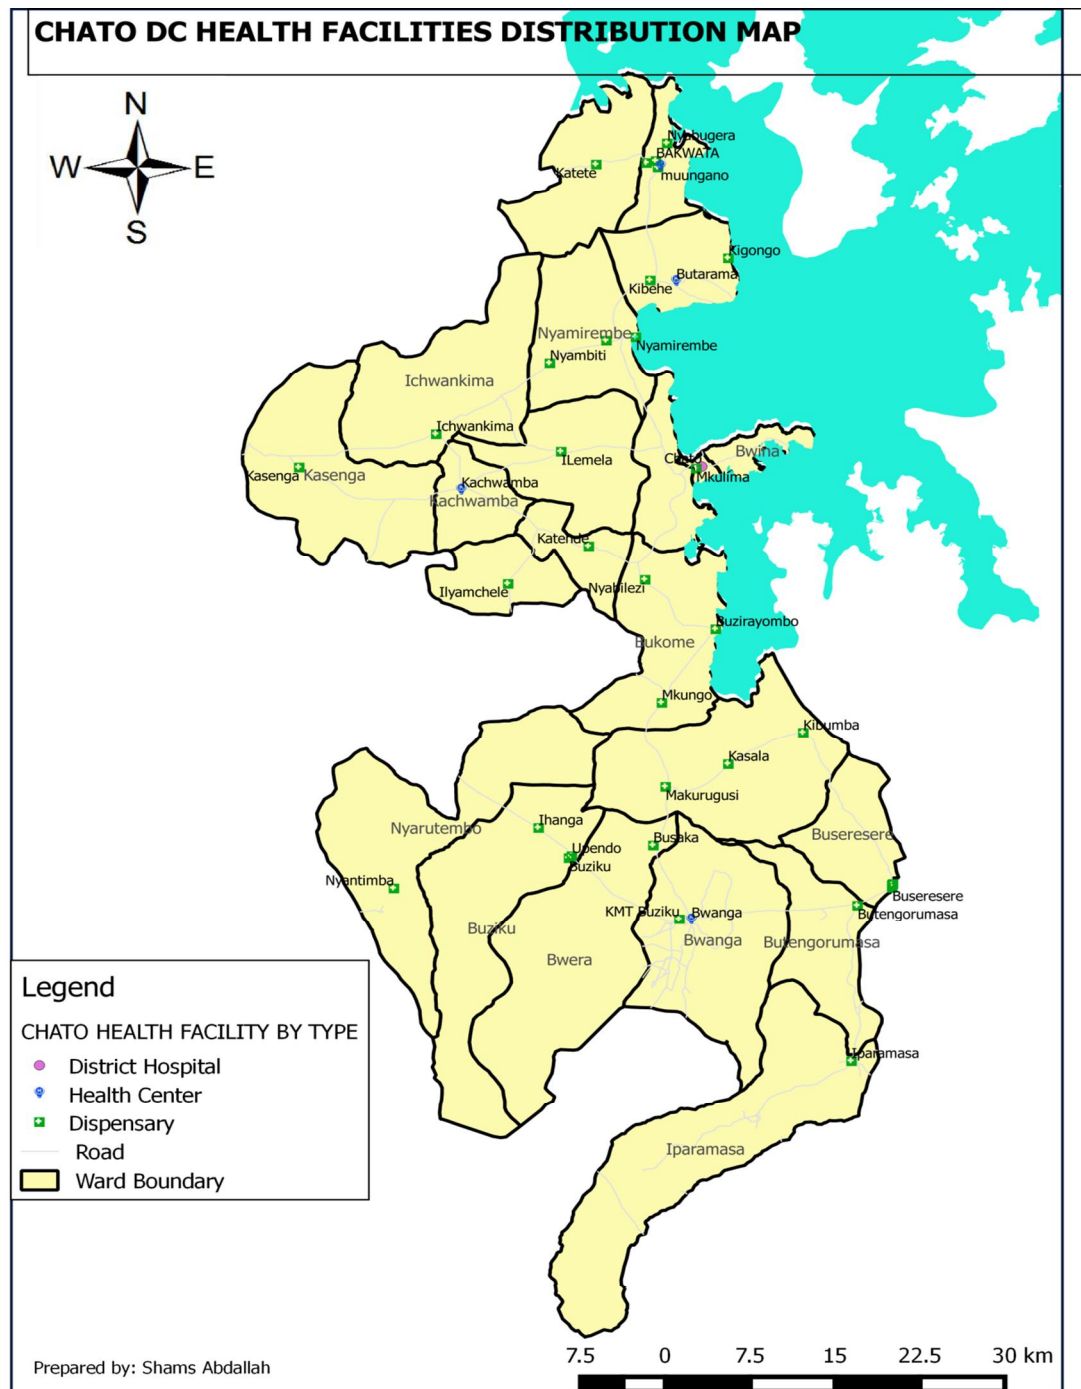 CHATO DC HEALTH FACILITIES DISTRIBUTION MAP
N
W E
S
Nyabugera
BAKWATA
muungano
Katete
Kigongo
Butarama
Kibehe
Nyamirembe
Nyamirembe
Nyambiti
Ichwankima
Ichwankima
Bwina
Chato
Mkulima
ILemela
Kasenga
Kasenga
Kachwamba
Kachwamba
Katende
Nyabilezi
Ilyamchele
Buzirayombo
Bukome
Mkungo
Kibumba
Kasala
Makurugusi
Ihanga
Nyarutembo
Buseresere
Busaka
Upendo
Buziku
Nyantimba
Buseresere
Butengorumasa
KMT Buziku
Bwanga
Buziku
Bwanga
Butengorumasa
Bwera
Iparamasa
Iparamasa
Legend
CHATO HEALTH FACILITY BY TYPE
District Hospital
Health Center
Dispensary
Road
Ward Boundary
Prepared by: Shams Abdallah
7.5 0 7.5 15 22.5 30 km